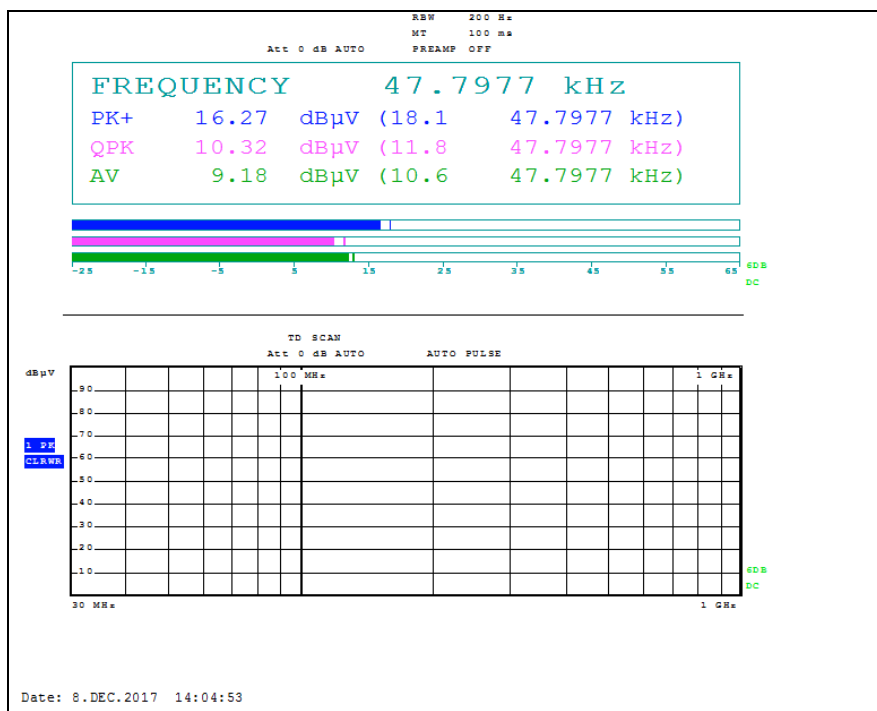 RBW 200 Hz
MT 100 ms
Att 0 dB AUTO PREAMP OFF
FREQUENCY 47.7977 kHz
PK+ 16.27 dBµV (18.1 47.7977 kHz)
QPK 10.32 dBµV (11.8 47.7977 kHz)
AV 9.18 dBµV (10.6 47.7977 kHz)
-25 -15 -5 5 15 25 35 45 55 65
6DB
DC
TD SCAN
Att 0 dB AUTO AUTO PULSE
dBµV
100 MHz 1 GHz
90
80
70
1 PK
CLRWR
60
50
40
30
20
10
6DB
DC
30 MHz 1 GHz
Date: 8.DEC.2017 14:04:53